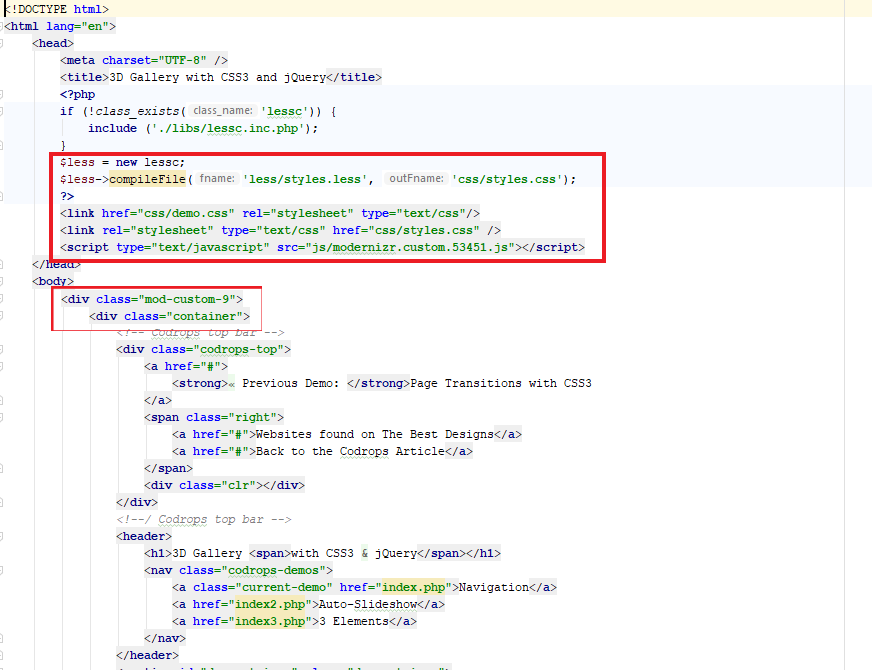 <!DOCTYPE html>
<html lang="en">
<head>
<meta charset="UTF-8" />
<title>3D Gallery with CSS3 and jQuery</title>
<?php
if (!class_exists( class_name: 'lessc')) {
include ('./libs/lessc.inc.php');
}
$less = new lessc;
$less->compileFile( fname: 'less/styles.less', outFname: 'css/styles.css');
?>
<link href="css/demo.css" rel="stylesheet" type="text/css"/>
<link rel="stylesheet" type="text/css" href="css/styles.css" />
<script type="text/javascript" src="js/modernizr.custom.53451.js"></script>
</head>
<body>
<div class="mod-custom-9">
<div class="container">
<!-- Codrops top bar -->
<div class="codrops-top">
<a href="#">
<strong>« Previous Demo: </strong>Page Transitions with CSS3
</a>
<span class="right">
<a href="#">Websites found on The Best Designs</a>
<a href="#">Back to the Codrops Article</a>
</span>
<div class="clr"></div>
</div>
<!--/ Codrops top bar -->
<header>
<h1>3D Gallery <span>with CSS3 & jQuery</span></h1>
<nav class="codrops-demos">
<a class="current-demo" href="index.php">Navigation</a>
<a href="index2.php">Auto-Slideshow</a>
<a href="index3.php">3 Elements</a>
</nav>
</header>